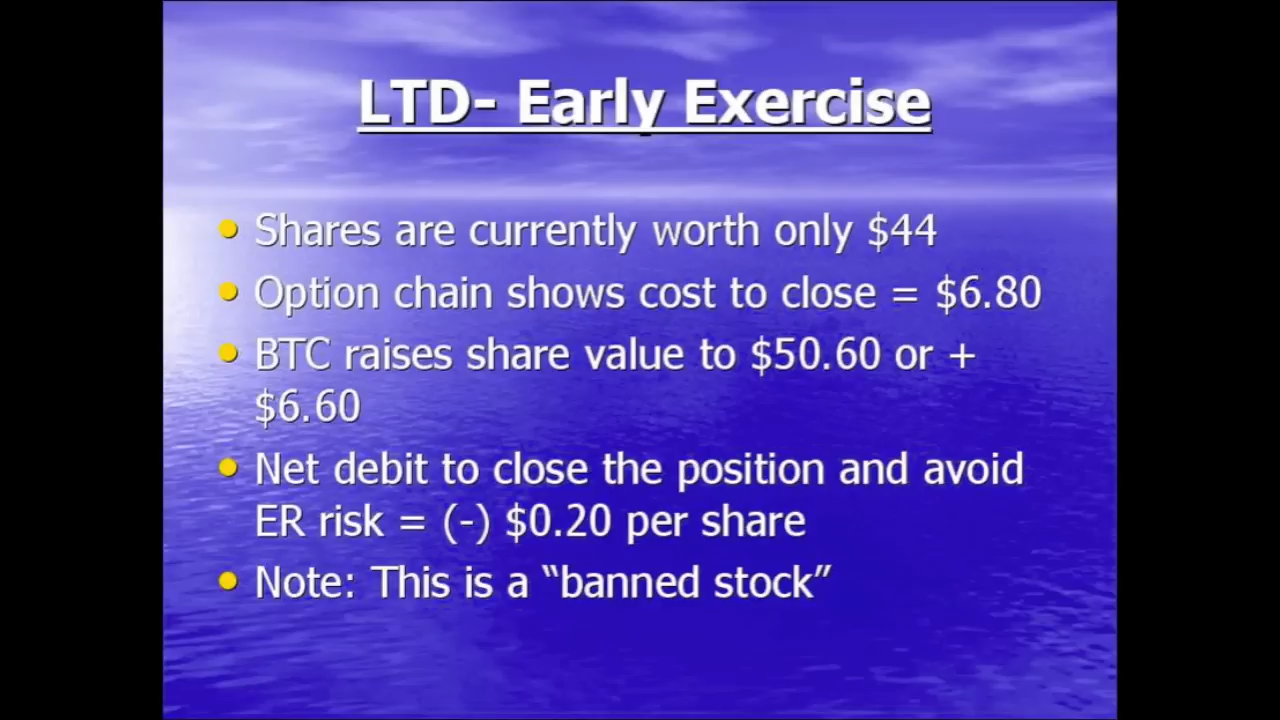 LTD- Early Exercise
• Shares are currently worth only $44
• Option chain shows cost to close = $6.80
• BTC raises share value to $50.60 or +
$6.60
• Net debit to close the position and avoid
ER risk = (-) $0.20 per share
• Note: This is a “banned stock”